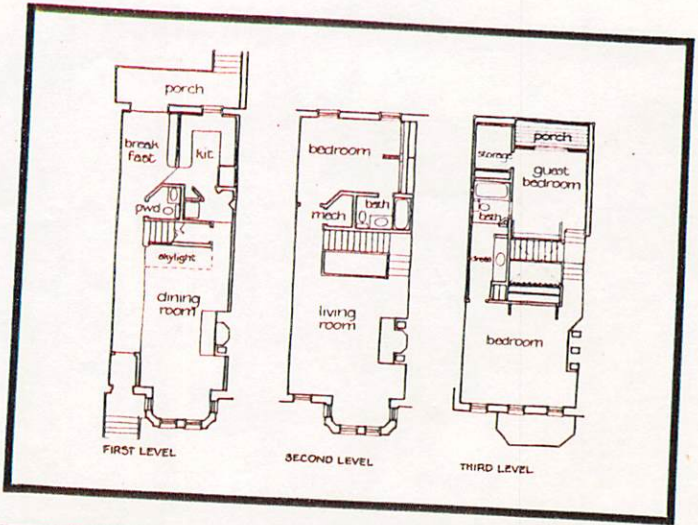 porch
break
fast
kit
pwd
skylight
dining
room
FIRST LEVEL
bedroom
bath
mech
living
room
SECOND LEVEL
porch
storage
guest
bedroom
bath
dress
bedroom
THIRD LEVEL